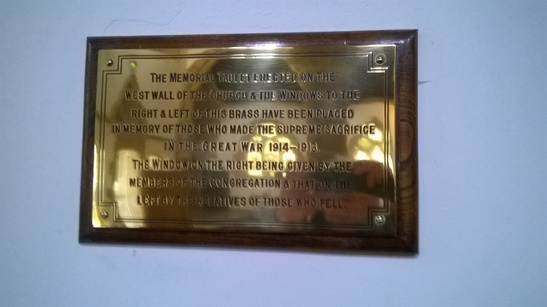 THE MEMORIAL TABLET ERECTED ON THE
WEST WALL OF THE CHURCH & THE WINDOWS TO THE
RIGHT & LEFT OF THIS BRASS HAVE BEEN PLACED
IN MEMORY OF THOSE WHO MADE THE SUPREME SACRIFICE
IN THE GREAT WAR 1914-1918.
THE WINDOW ON THE RIGHT BEING GIVEN BY THE
MEMBERS OF THE CONGREGATION & THAT ON THE
LEFT BY THE RELATIVES OF THOSE WHO FELL.